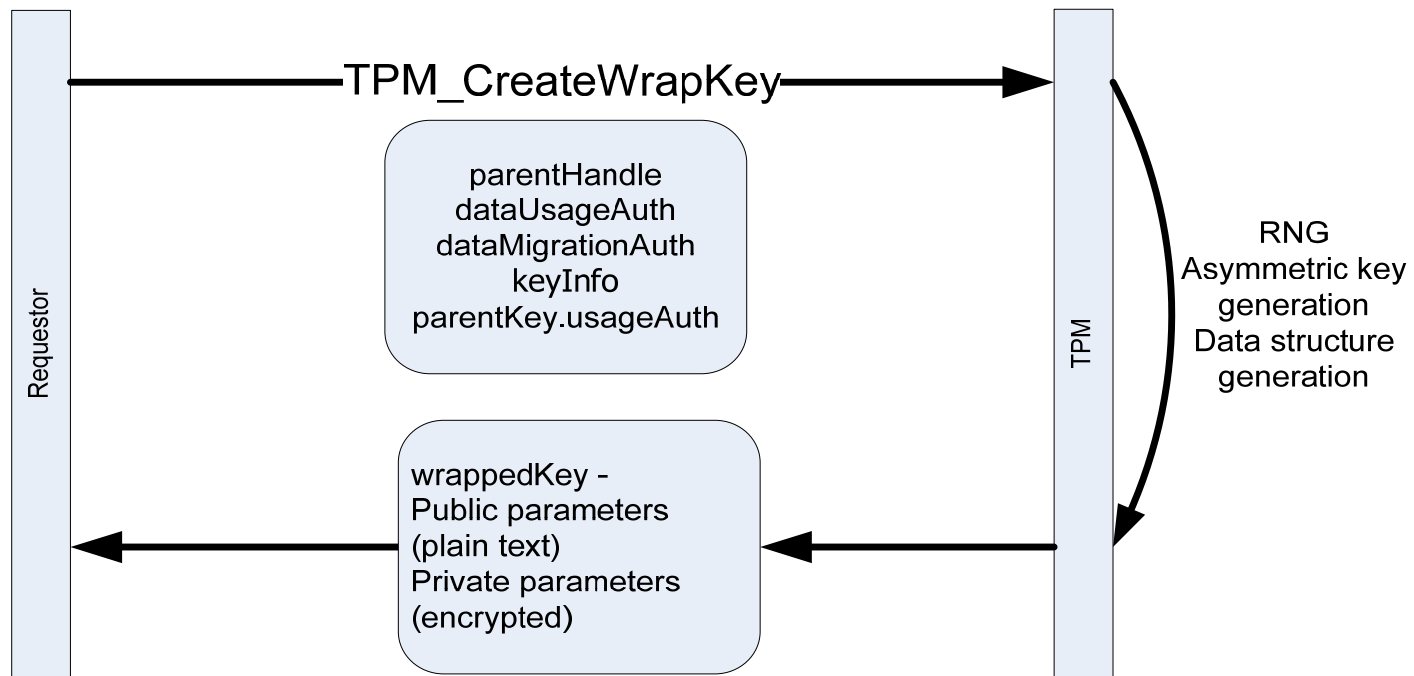 TPM_CreateWrapKey
parentHandle
dataUsageAuth
dataMigrationAuth
keyInfo
parentKey.usageAuth
Requestor
TPM
RNG
Asymmetric key
generation
Data structure
generation
wrappedKey -
Public parameters
(plain text)
Private parameters
(encrypted)